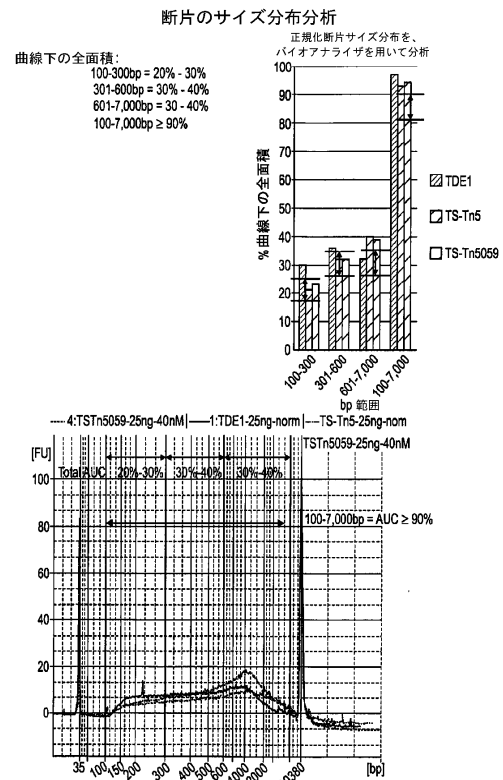 断片のサイズ分布分析
曲線下の全面積：
100-300bp = 20% - 30%
301-600bp = 30% - 40%
601-7,000bp = 30 - 40%
100-7,000bp ≥ 90%
正規化断片サイズ分布を、
バイオアナライザを用いて分析
% 曲線下の全面積
100
90
80
70
60
50
40
30
20
10
0
100-300
301-600
601-7,000
100-7,000
bp 範囲
TDE1
TS-Tn5
TS-Tn5059
4:TSTn5059-25ng-40nM
1:TDE1-25ng-norm
TS-Tn5-25ng-nom
TSTn5059-25ng-40nM
[FU]
Total AUC 20%-30% 30%-40% 30%-40%
100-7,000bp = AUC ≥ 90%
100
80
60
40
20
0
35 100 150 200 300 400 500 600 1000 2000 [bp]